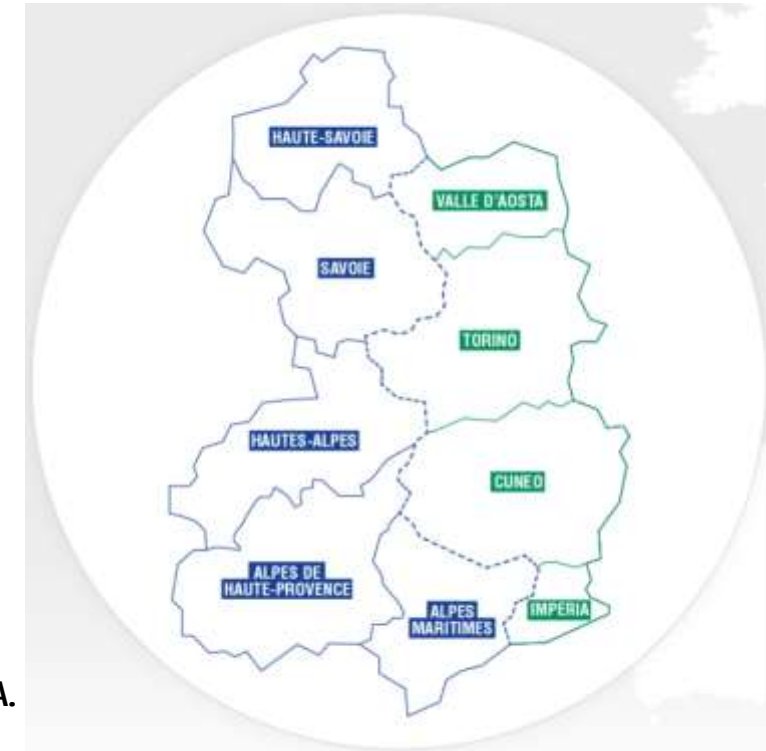 HAUTE-SAVOIE
VALLE D'AOSTA
SAVOIE
TORINO
HAUTES-ALPES
CUNEO
ALPES DE
HAUTE-PROVENCE
ALPES
MARITIMES
IMPERIA
A.